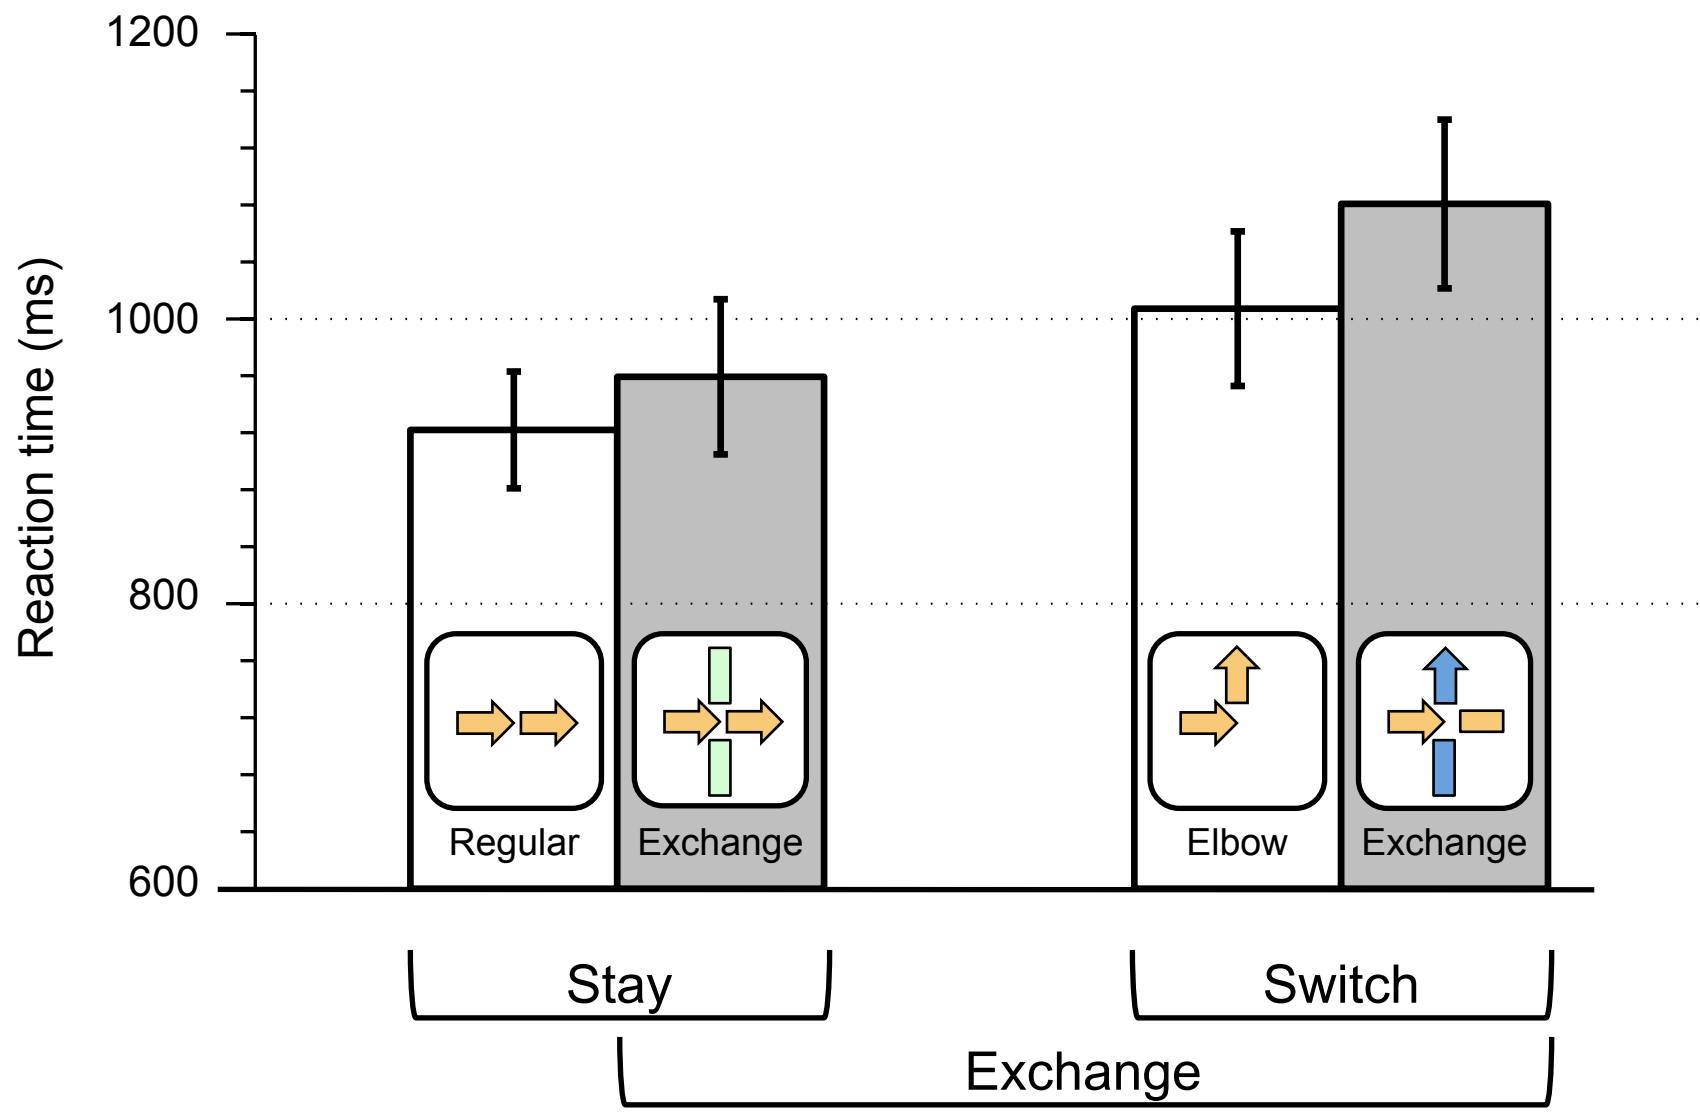 1200
1000
800
600
Reaction time (ms)
Regular
Exchange
Elbow
Exchange
Stay
Switch
Exchange